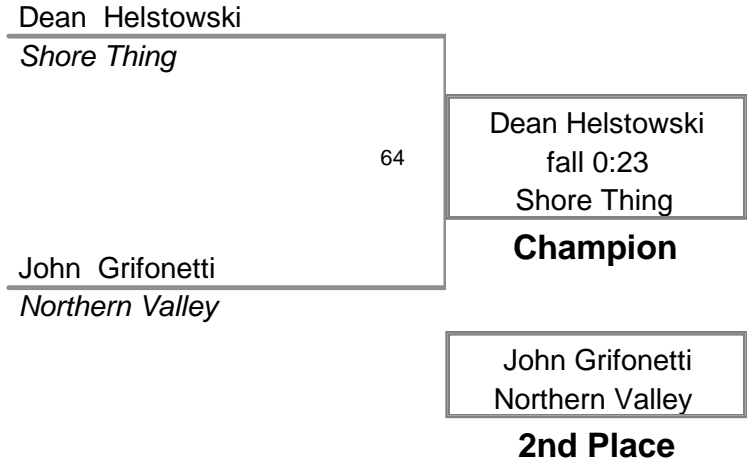 Dean Helstowski
Shore Thing
64
Dean Helstowski
fall 0:23
Shore Thing
Champion
John Grifonetti
Northern Valley
John Grifonetti
Northern Valley
2nd Place